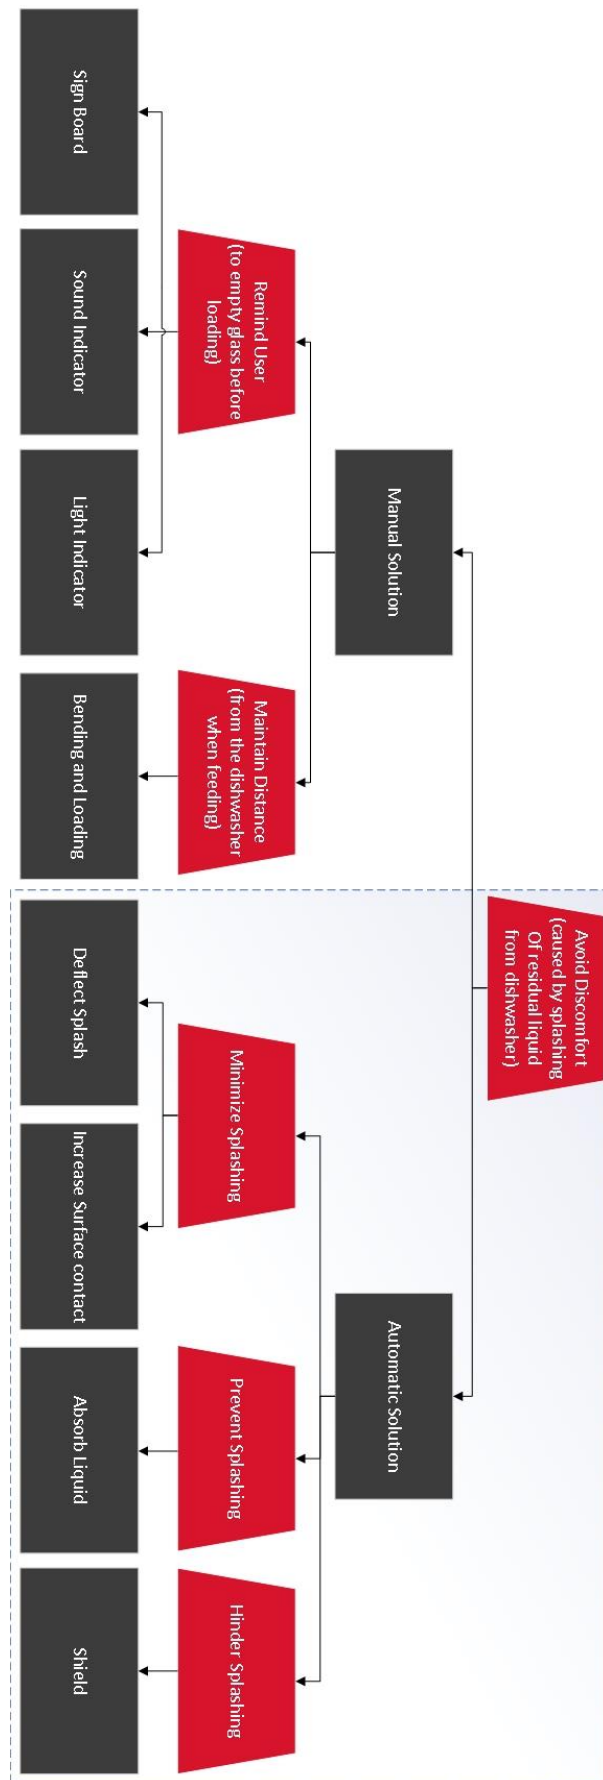 Avoid Discomfort
(caused by splashing
Of residual liquid
from dishwasher)
Manual Solution
Automatic Solution
Remind User
(to empty glass before
loading)
Maintain Distance
(from the dishwasher
when feeding)
Minimize Splashing
Prevent Splashing
Hinder Splashing
Sign Board
Sound Indicator
Light Indicator
Bending and Loading
Deflect Splash
Increase Surface contact
Absorb Liquid
Shield